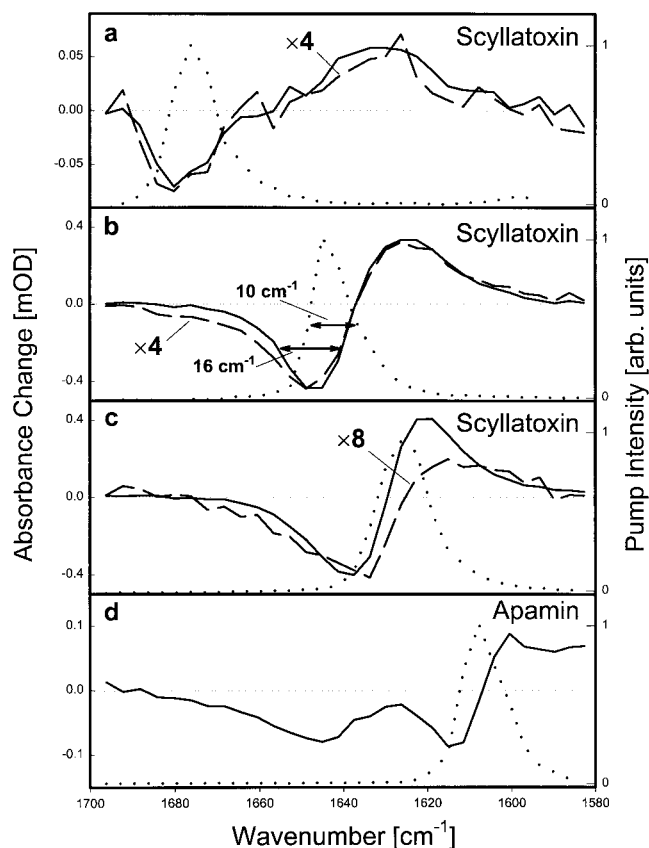 a
×4
Scyllatoxin
0.05
0.00
-0.05
1
0
b
Scyllatoxin
0.4
0.0
-0.4
10 cm-1
×4
16 cm-1
1
0
c
×8
Scyllatoxin
0.4
0.0
-0.4
1
0
d
Apamin
0.1
0.0
-0.1
1
0
Absorbance Change [mOD]
Pump Intensity [arb. units]
1700
1680
1660
1640
1620
1600
1580
Wavenumber [cm-1]